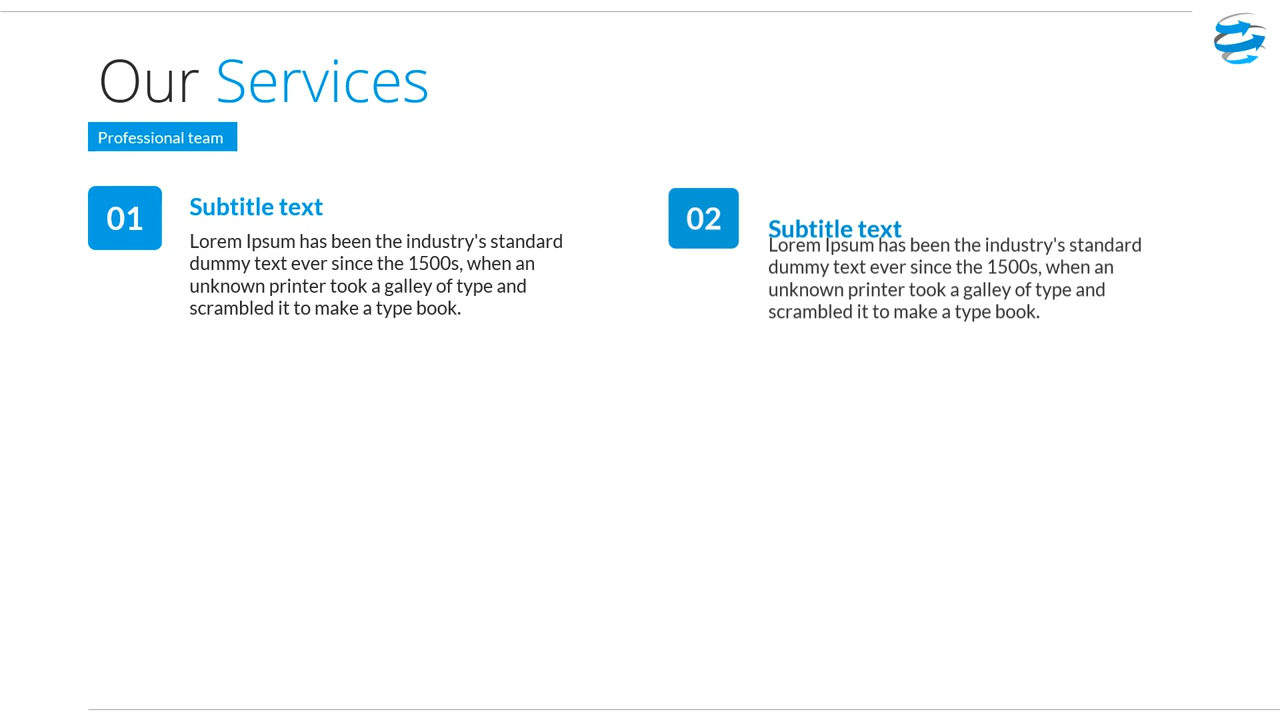 Our Services
Professional team
01
Subtitle text
Lorem Ipsum has been the industry's standard
dummy text ever since the 1500s, when an
unknown printer took a galley of type and
scrambled it to make a type book.
02
Subtitle text
Lorem Ipsum has been the industry's standard
dummy text ever since the 1500s, when an
unknown printer took a galley of type and
scrambled it to make a type book.